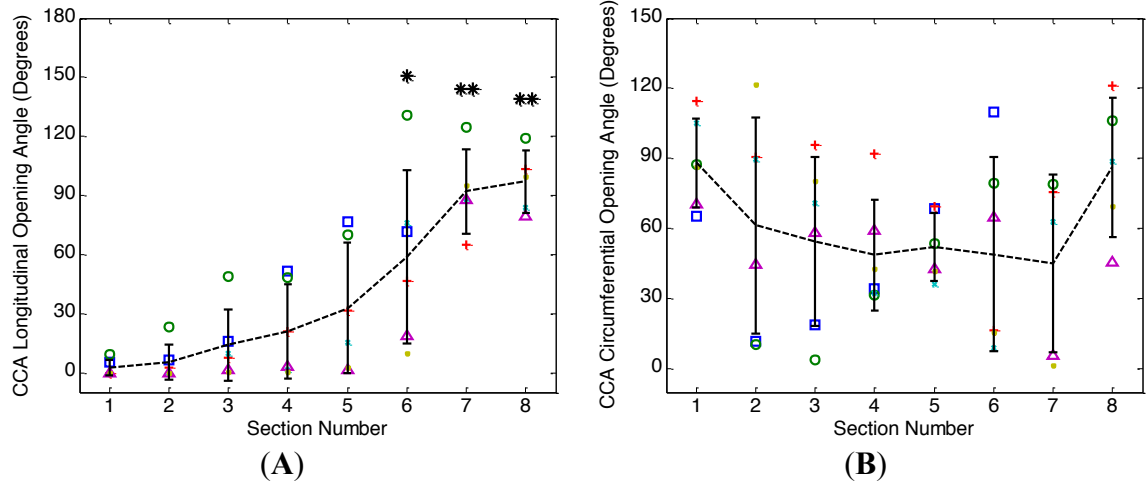 CCA Longitudinal Opening Angle (Degrees)
180
150
120
90
60
30
0
* ** **
1 2 3 4 5 6 7 8
Section Number
(A)
CCA Circumferential Opening Angle (Degrees)
150
120
90
60
30
0
1 2 3 4 5 6 7 8
Section Number
(B)